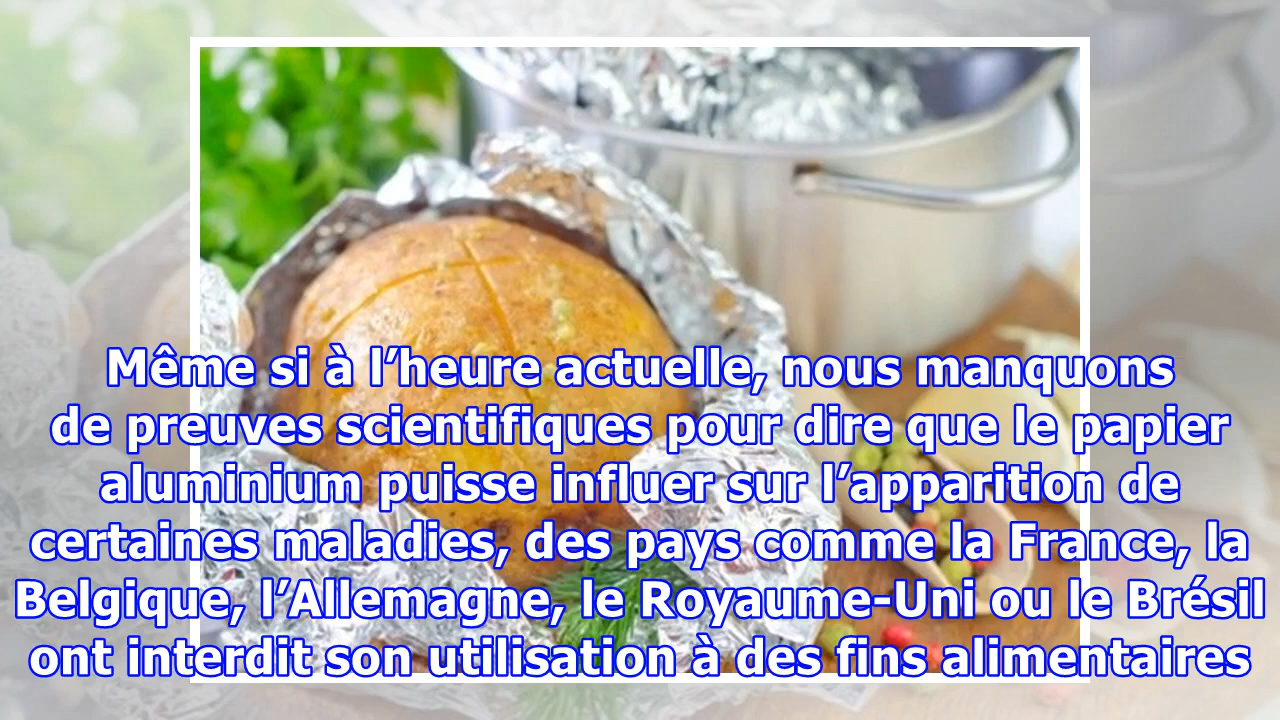 Même si à l’heure actuelle, nous manquons
de preuves scientifiques pour dire que le papier
aluminium puisse influer sur l’apparition de
certaines maladies, des pays comme la France, la
Belgique, l’Allemagne, le Royaume-Uni ou le Brésil
ont interdit son utilisation à des fins alimentaires